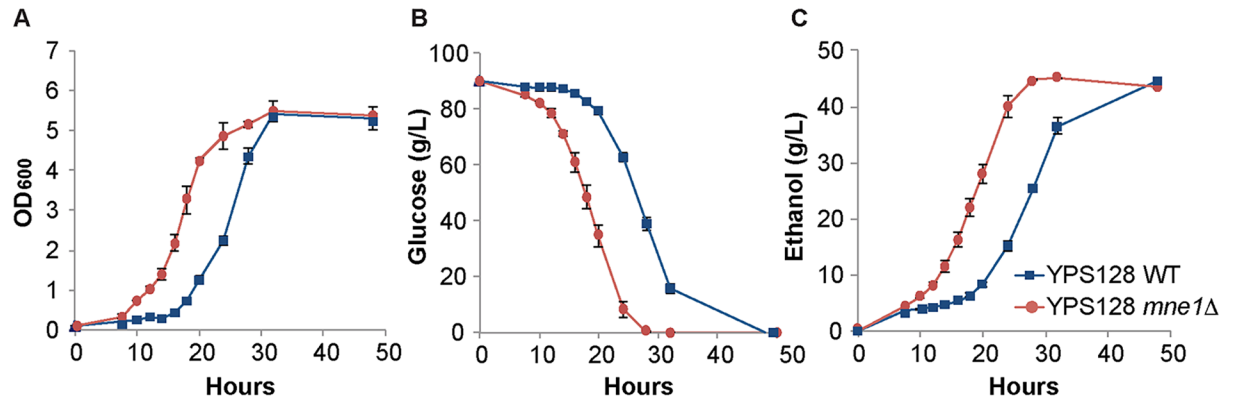 A
OD600
7
6
5
4
3
2
1
0
0 10 20 30 40 50
Hours
B
Glucose (g/L)
100
80
60
40
20
0
0 10 20 30 40 50
Hours
C
Ethanol (g/L)
50
40
30
20
10
0
0 10 20 30 40 50
Hours
YPS128 WT
YPS128 mne1Δ